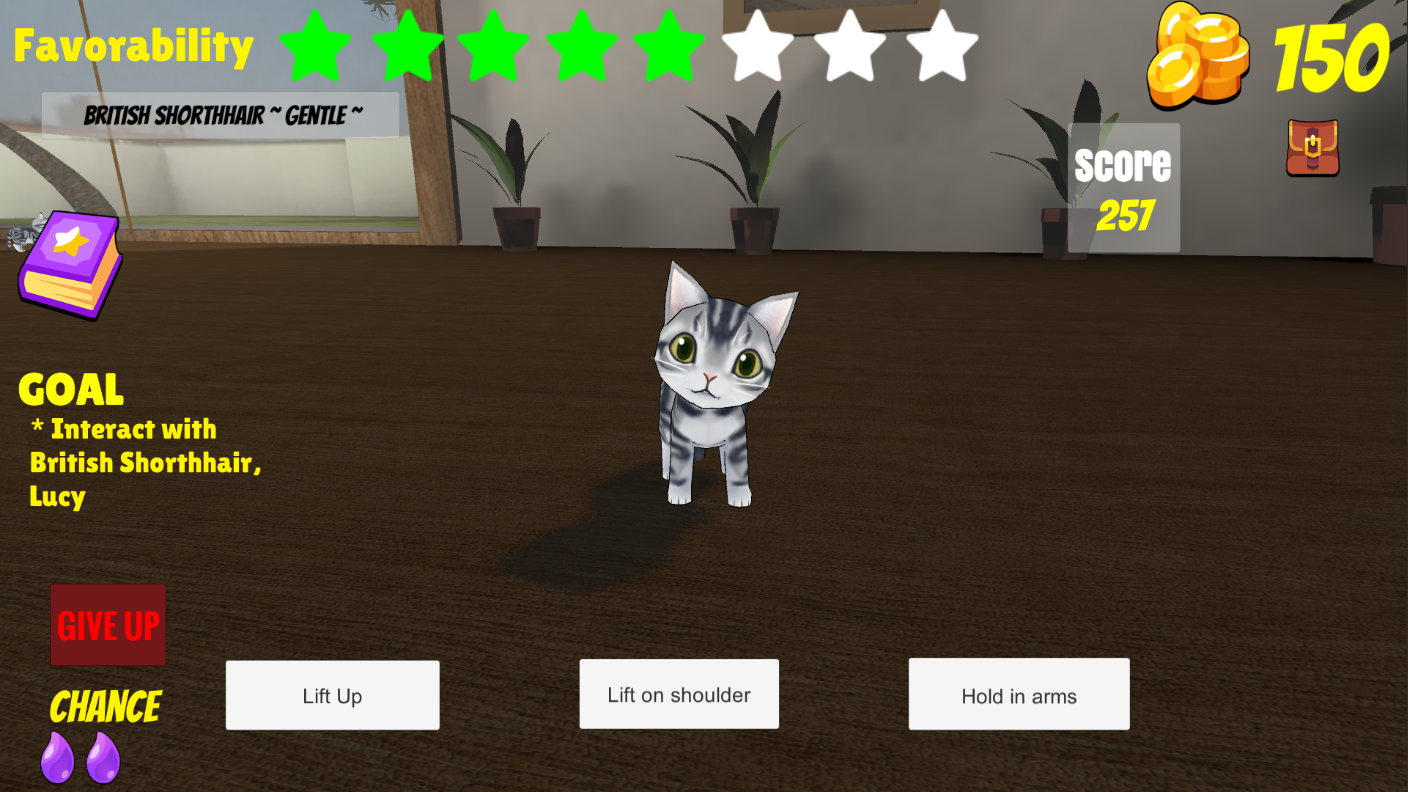 Favorability
150
BRITISH SHORTHHAIR ~ GENTLE ~
Score
257
GOAL
* Interact with
British Shorthhair,
Lucy
GIVE UP
CHANCE
Lift Up
Lift on shoulder
Hold in arms